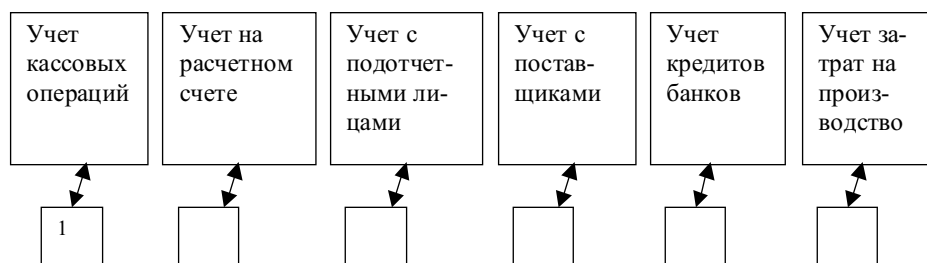 Учет
кассовых
операций
Учет на
расчетном
счете
Учет с
подотчет-
ными ли-
цами
Учет с
постав-
щиками
Учет
кредитов
банков
Учет за-
трат на
произ-
водство
1